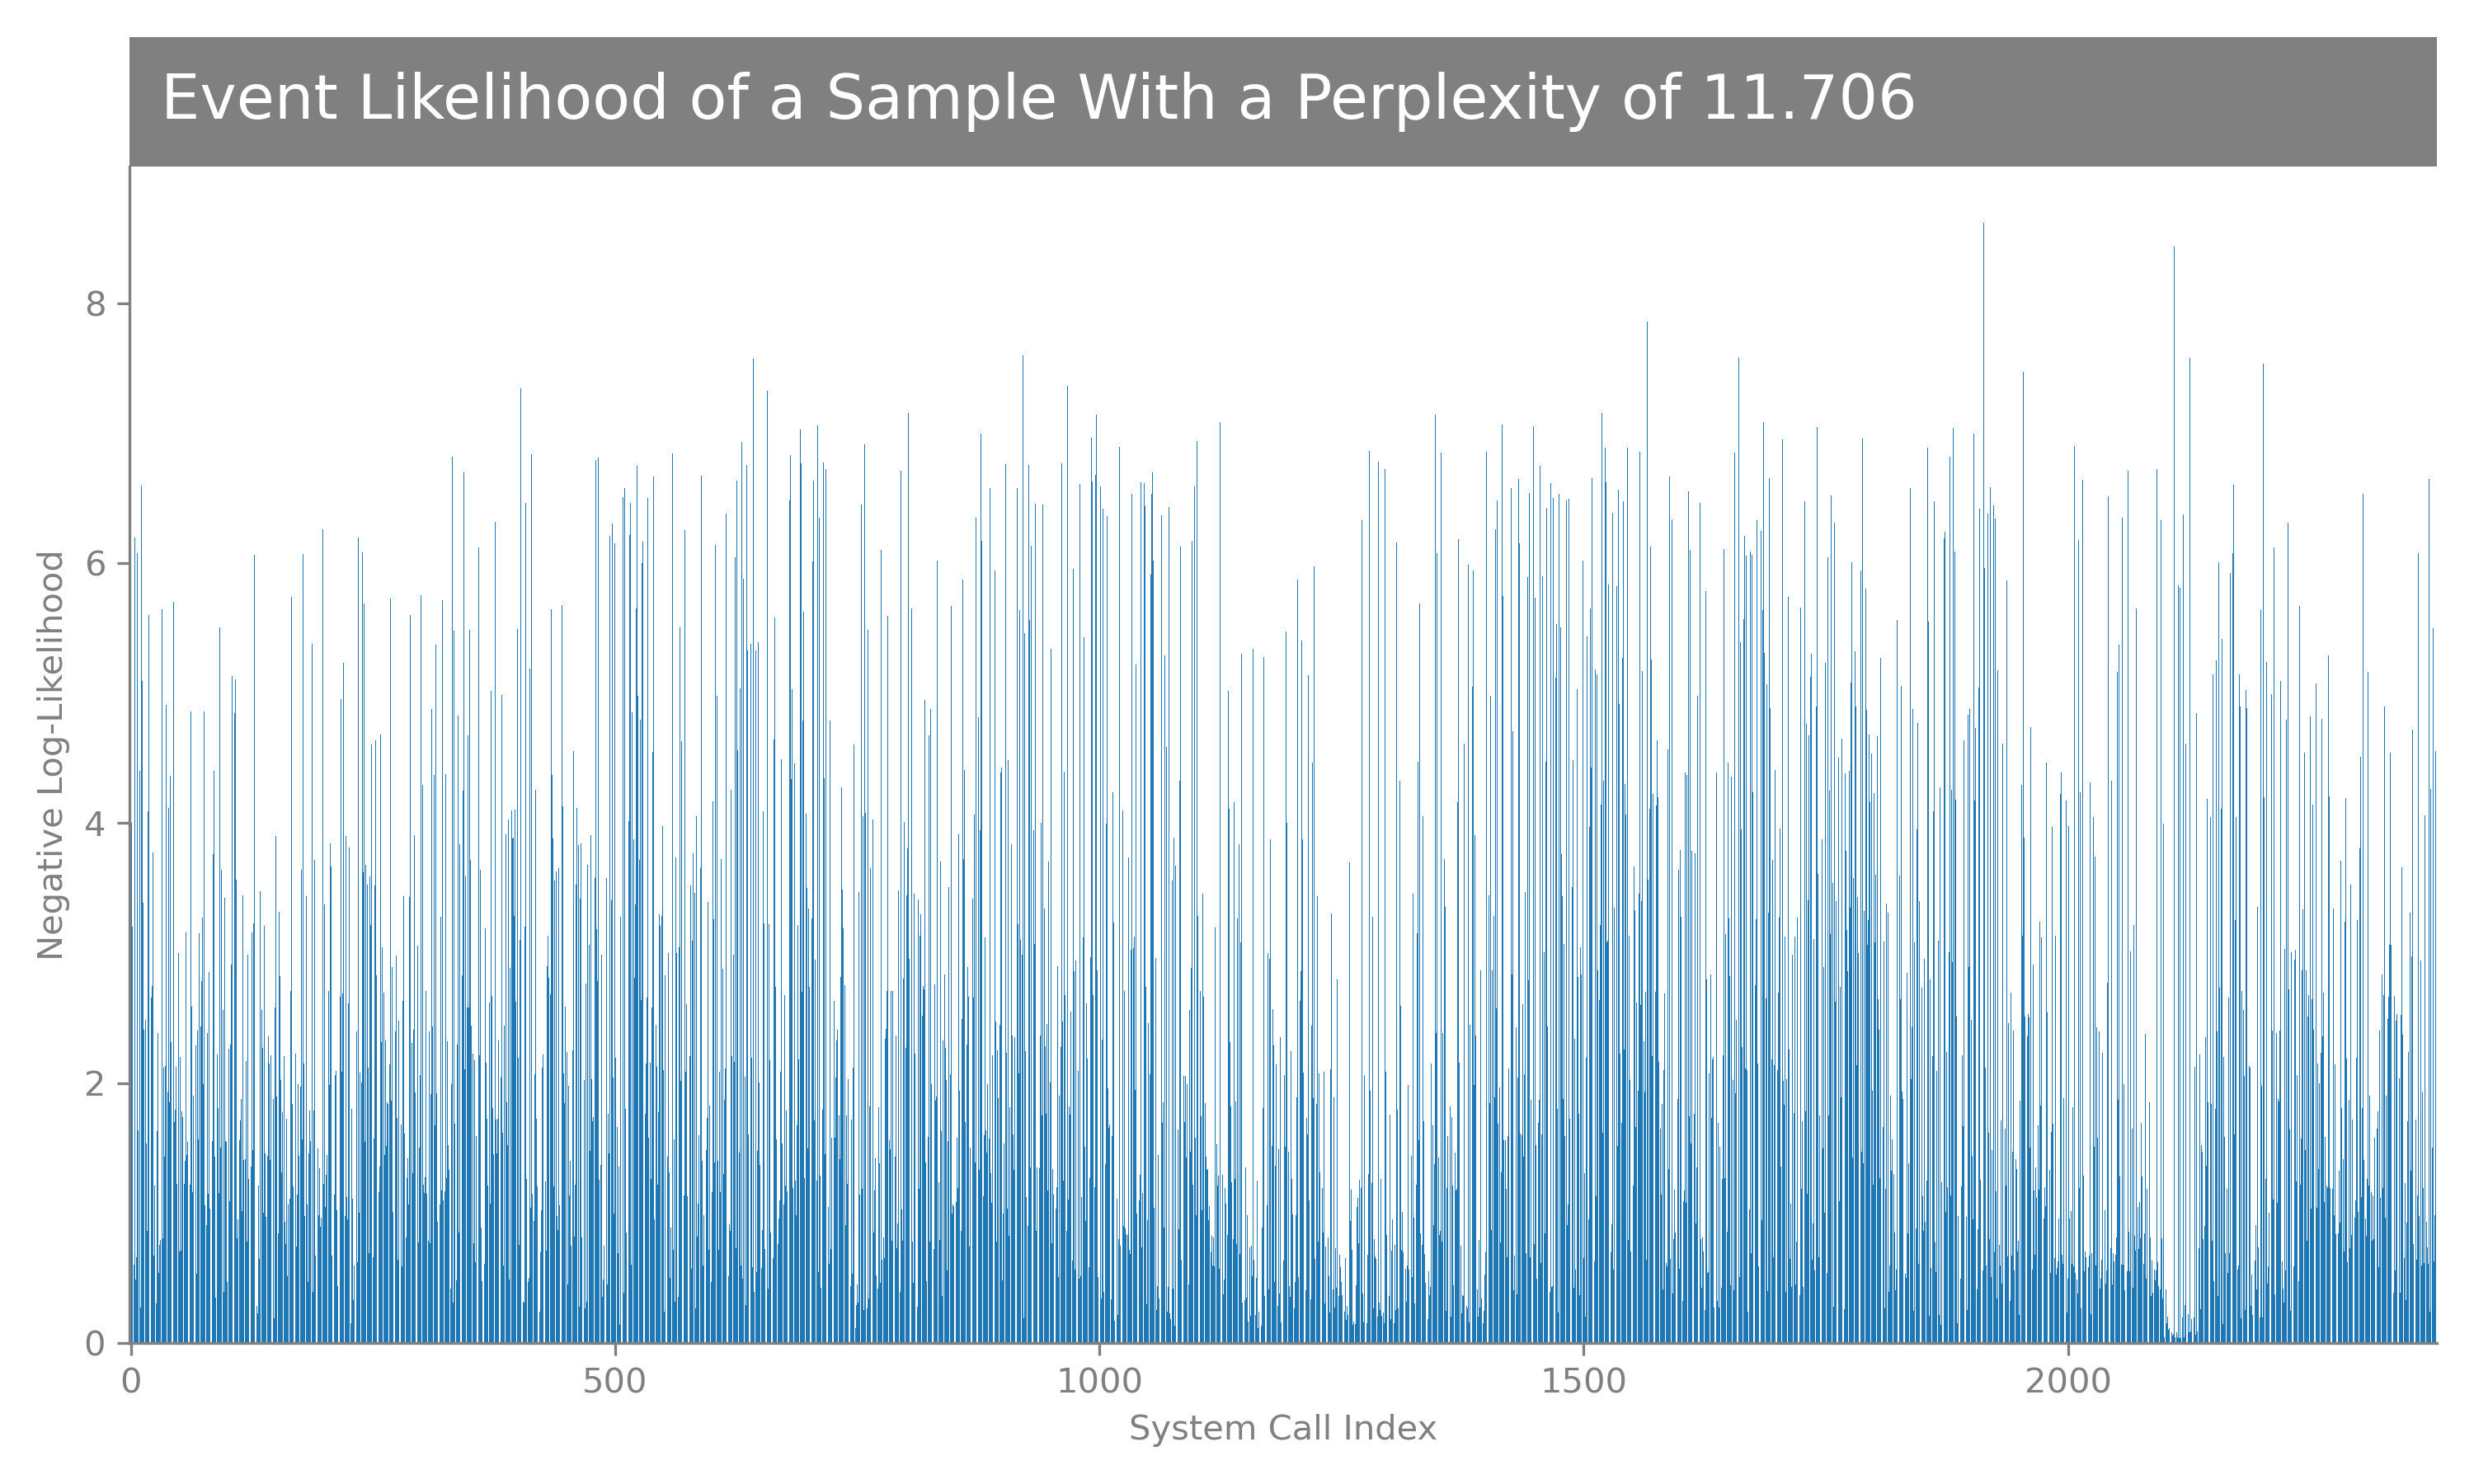 Event Likelihood of a Sample With a Perplexity of 11.706
8
6
4
2
0
Negative Log-Likelihood
0 500 1000 1500 2000
System Call Index